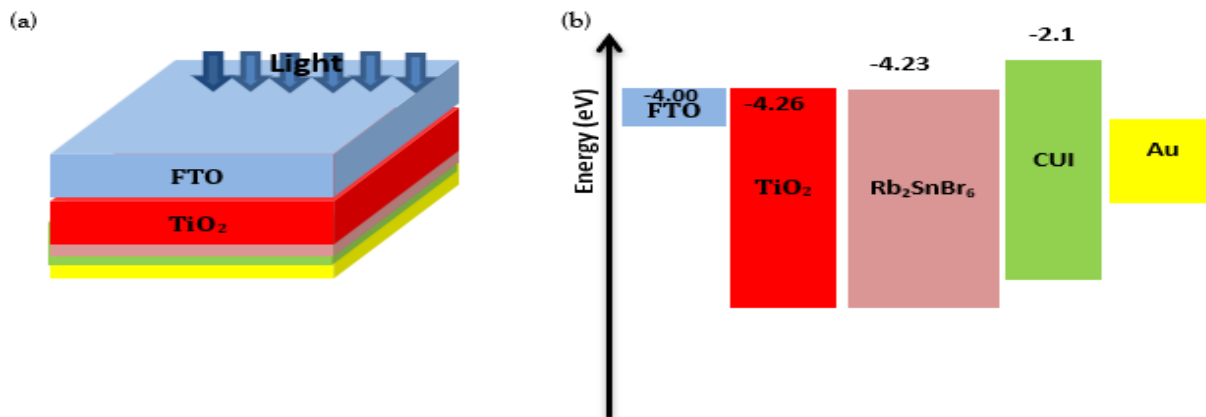 (a)
Light
FTO
TiO₂
(b)
Energy (eV)
-4.00
FTO
-4.26
TiO₂
-4.23
Rb₂SnBr₆
-2.1
CUI
Au